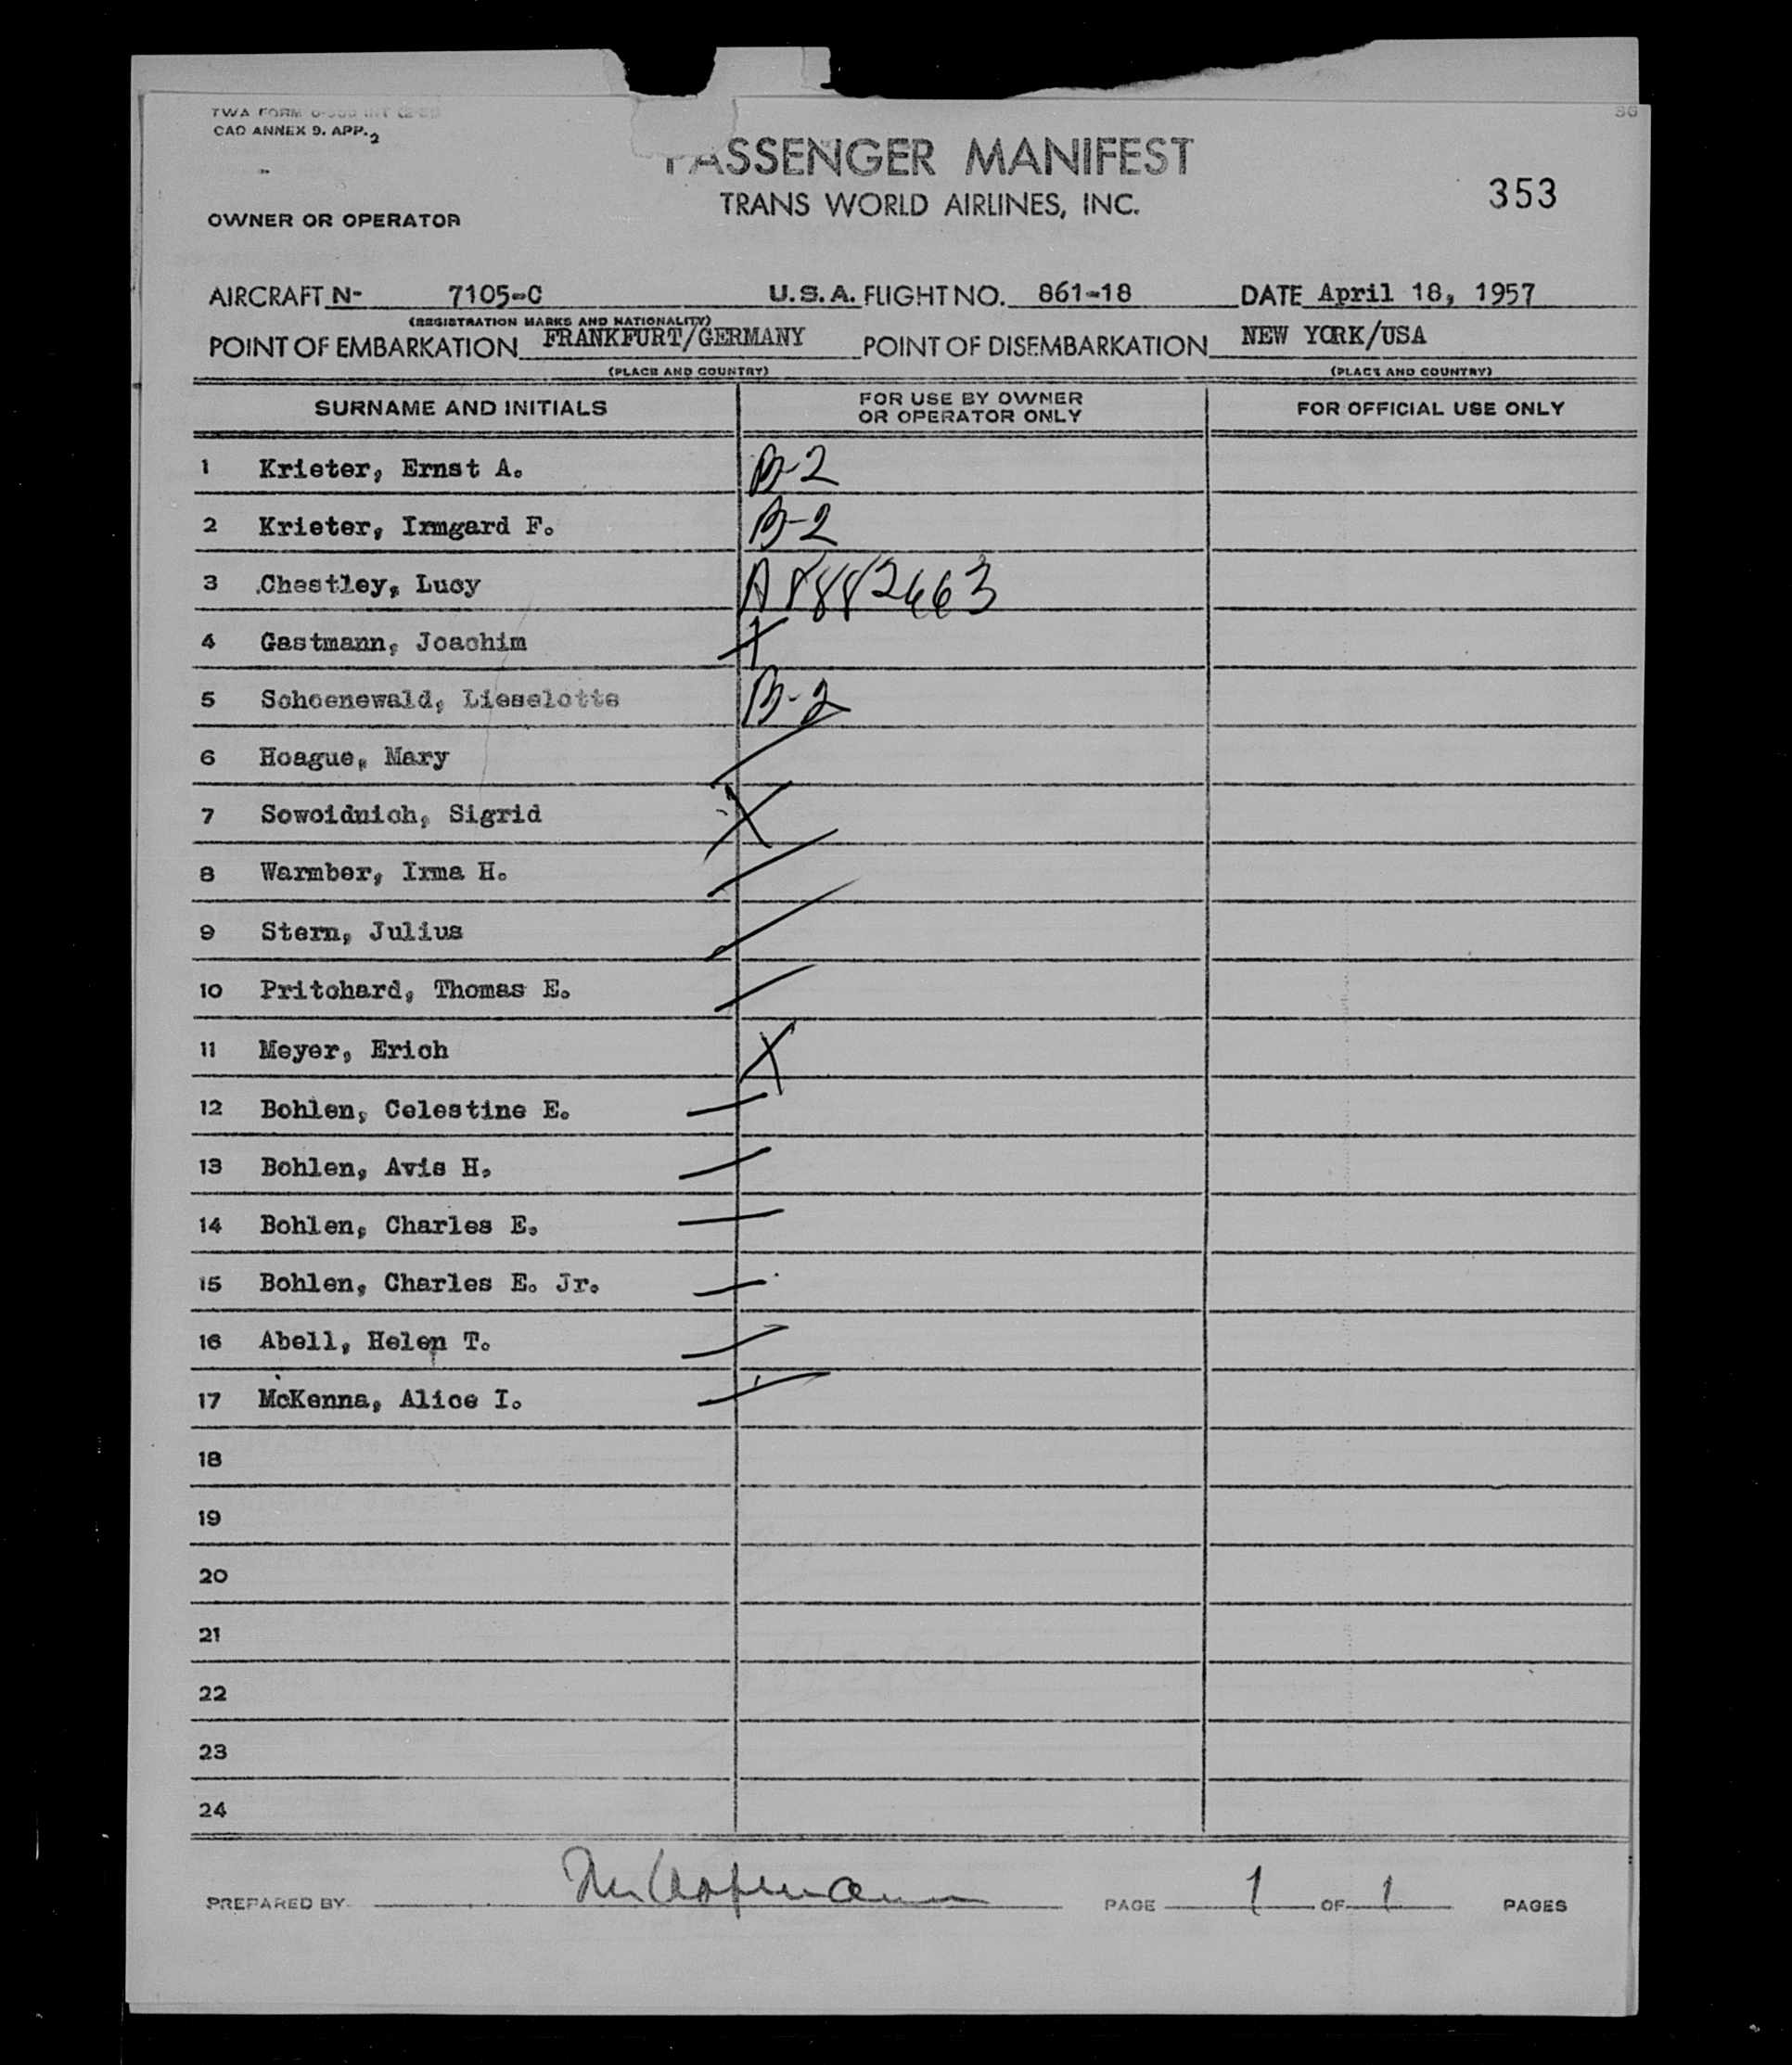 TWA FORM
CAO ANNEX 9. APP. 2
PASSENGER MANIFEST
TRANS WORLD AIRLINES, INC.
353
OWNER OR OPERATOR
AIRCRAFT N- 7105-C U.S.A. FLIGHT NO. 861-18 DATE April 18, 1957
(REGISTRATION MARKS AND NATIONALITY)
POINT OF EMBARKATION FRANKFURT/GERMANY POINT OF DISEMBARKATION NEW YORK/USA
(PLACE AND COUNTRY) (PLACE AND COUNTRY)
SURNAME AND INITIALS FOR USE BY OWNER OR OPERATOR ONLY FOR OFFICIAL USE ONLY
1 Krieter, Ernst A. B-2
2 Krieter, Irmgard F. B-2
3 Chestley, Lucy A8882663
4 Gastmann, Joachim X
5 Schoenewald, Lieselotte B-2
6 Hoague, Mary
7 Sowoidnich, Sigrid X
8 Warmber, Irma H.
9 Stern, Julius
10 Pritchard, Thomas E.
11 Meyer, Erich X
12 Bohlen, Celestine E.
13 Bohlen, Avis H.
14 Bohlen, Charles E.
15 Bohlen, Charles E. Jr.
16 Abell, Helen T.
17 McKenna, Alice I.
18
19
20
21
22
23
24
PREPARED BY PAGE 1 OF 1 PAGES